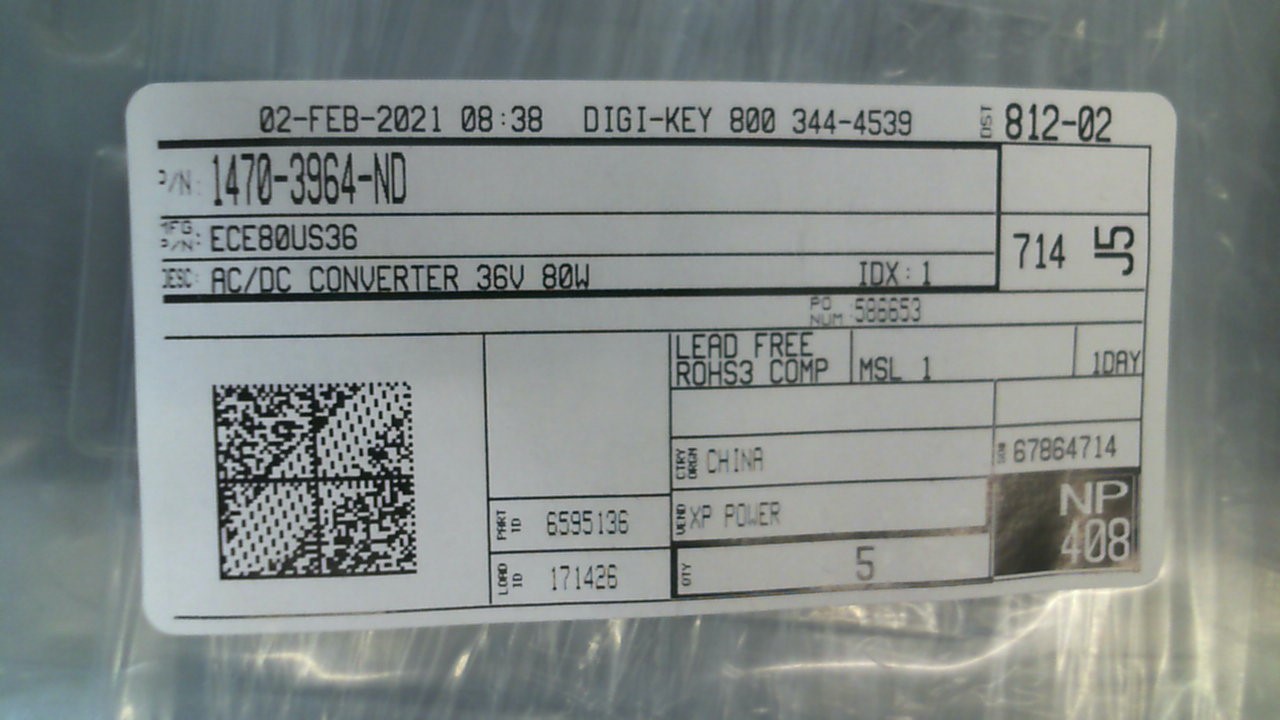 02-FEB-2021 08:38 DIGI-KEY 800 344-4539 DST 812-02
P/N: 1470-3964-ND
MFG. P/N: ECE80US36
714 J5
DESC: AC/DC CONVERTER 36V 80W IDX: 1
PO NUM :586653
LEAD FREE
ROHS3 COMP MSL 1 1DAY
CTRY ORGN CHINA
SO# 67864714
PART ID 6595136
VEND XP POWER
NP
408
LOAD ID 171426
QTY 5